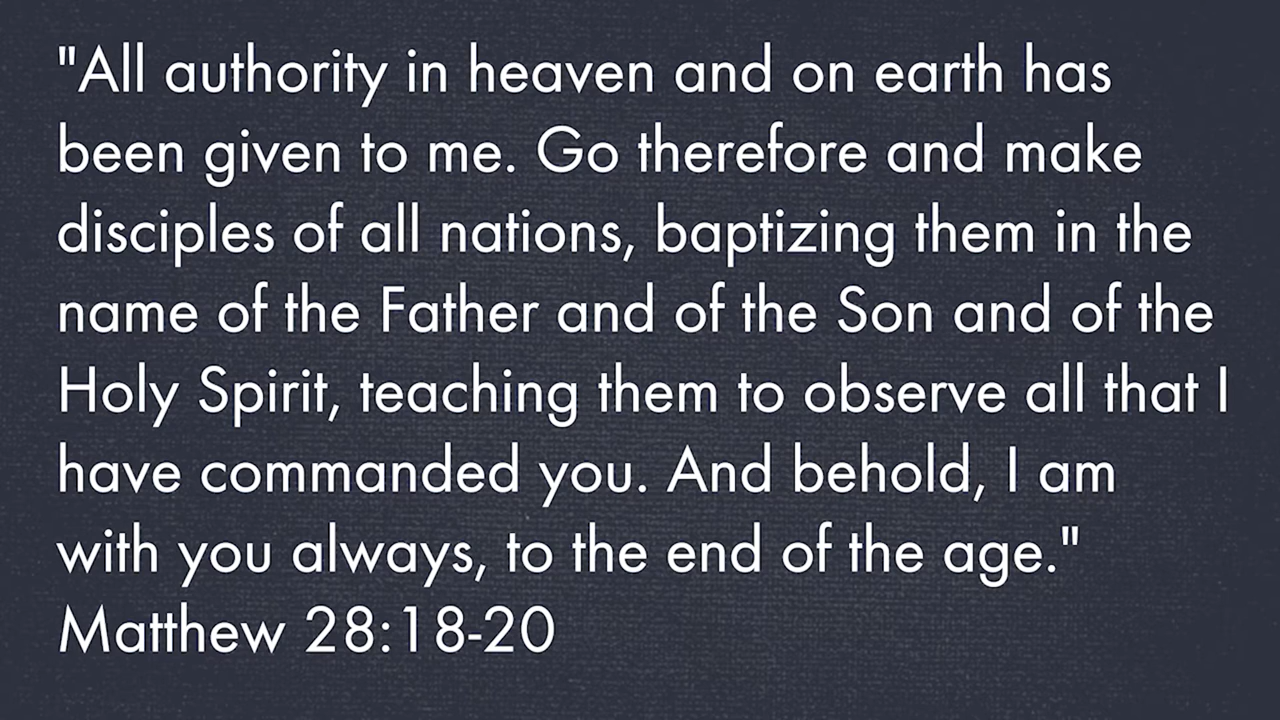 "All authority in heaven and on earth has
been given to me. Go therefore and make
disciples of all nations, baptizing them in the
name of the Father and of the Son and of the
Holy Spirit, teaching them to observe all that I
have commanded you. And behold, I am
with you always, to the end of the age."
Matthew 28:18-20